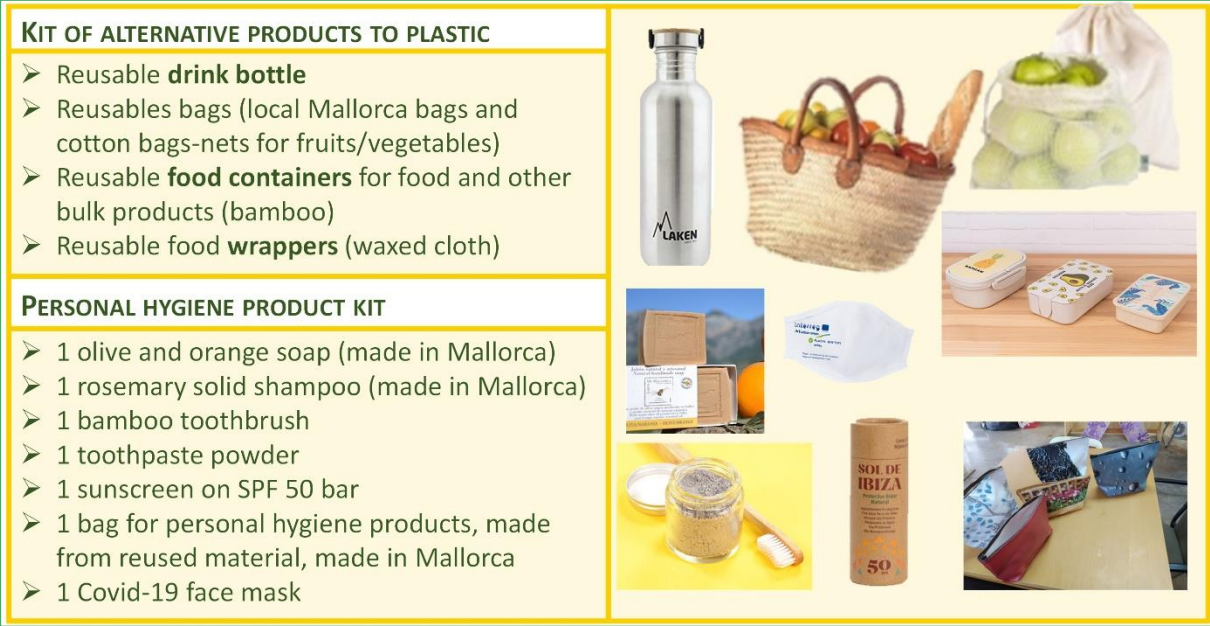 KIT OF ALTERNATIVE PRODUCTS TO PLASTIC
➢ Reusable drink bottle
➢ Reusables bags (local Mallorca bags and
cotton bags-nets for fruits/vegetables)
➢ Reusable food containers for food and other
bulk products (bamboo)
➢ Reusable food wrappers (waxed cloth)
PERSONAL HYGIENE PRODUCT KIT
➢ 1 olive and orange soap (made in Mallorca)
➢ 1 rosemary solid shampoo (made in Mallorca)
➢ 1 bamboo toothbrush
➢ 1 toothpaste powder
➢ 1 sunscreen on SPF 50 bar
➢ 1 bag for personal hygiene products, made
from reused material, made in Mallorca
➢ 1 Covid-19 face mask
LAKEN
Interreg
SOL DE
IBIZA
50